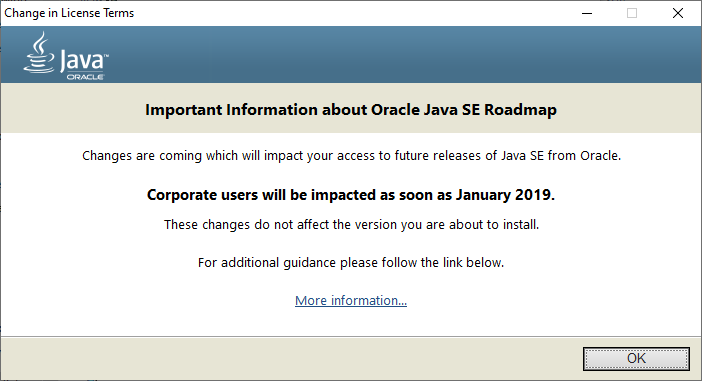 Change in License Terms
Java™
ORACLE
Important Information about Oracle Java SE Roadmap
Changes are coming which will impact your access to future releases of Java SE from Oracle.
Corporate users will be impacted as soon as January 2019.
These changes do not affect the version you are about to install.
For additional guidance please follow the link below.
More information...
OK